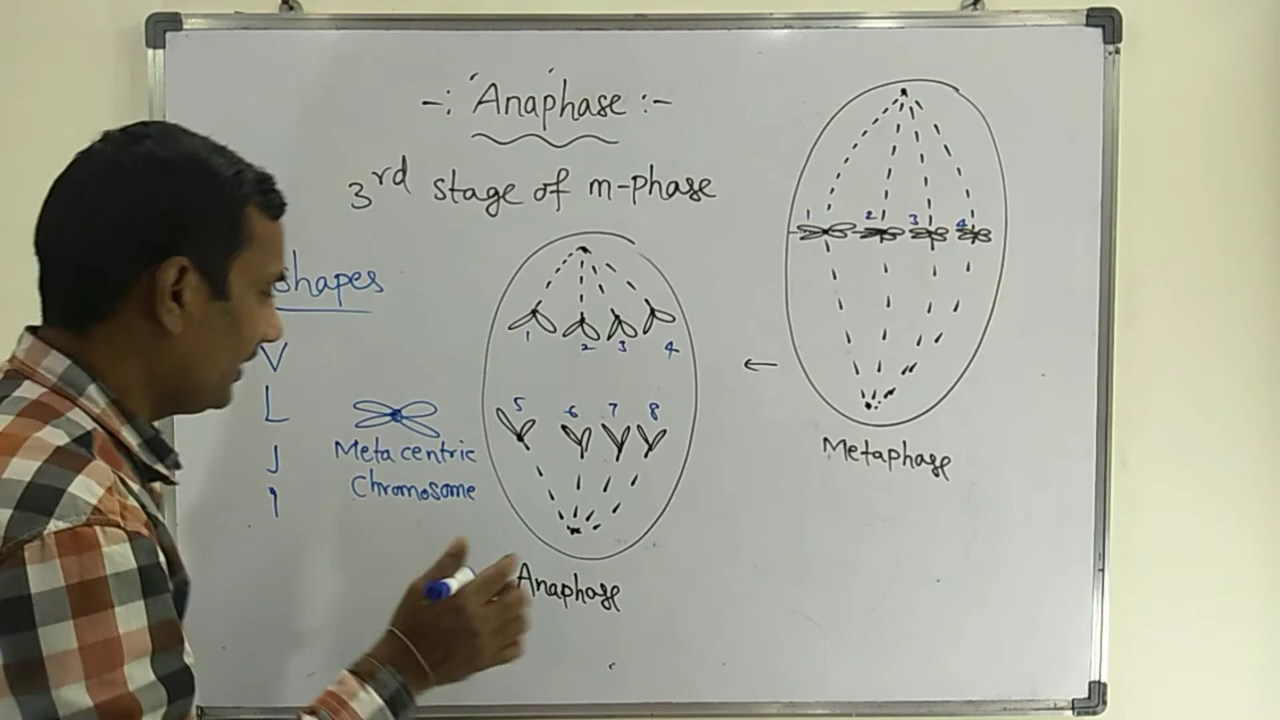 -: 'Anaphase' :-
3rd stage of m-phase
shapes
V
L
J
I
Metacentric
Chromosome
1 2 3 4
5 6 7 8
Anaphase
←
1 2 3 4
Metaphase